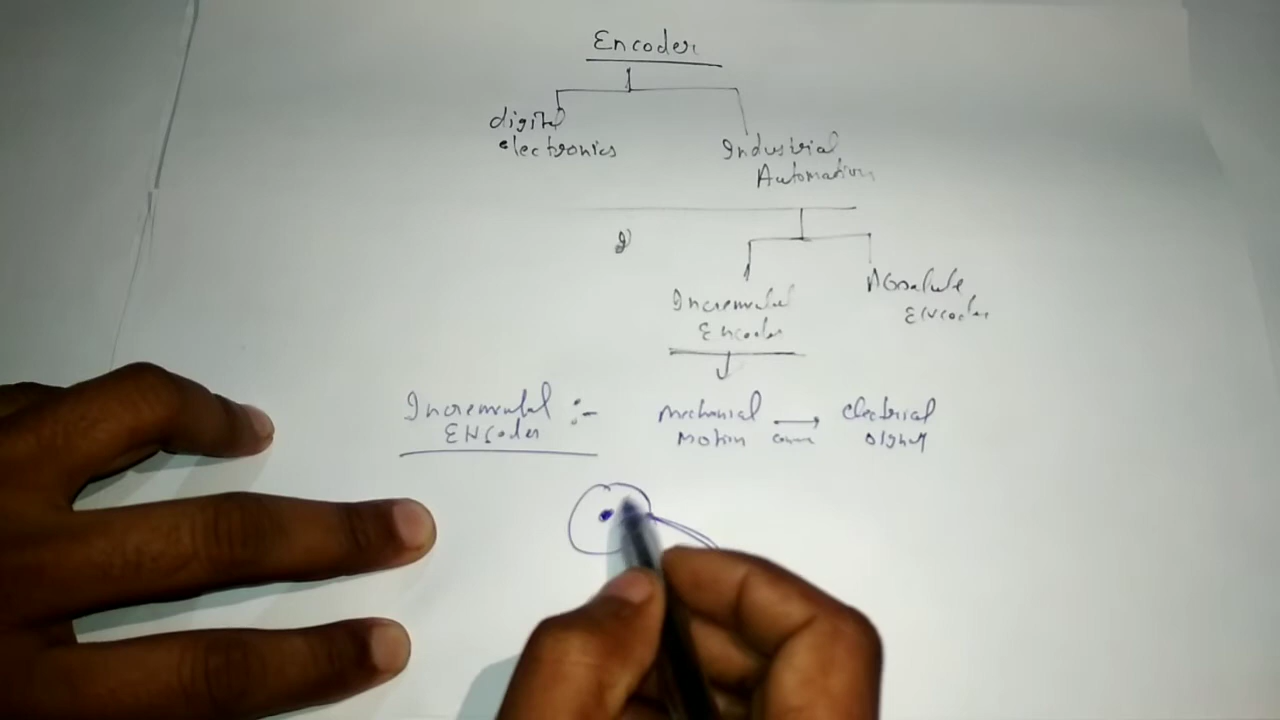 Encoder
digital
electronics
Industrial
Automation
Incremental
Encoder
Absolute
Encoder
Incremental :-
ENCoder
Mechanical
Motion
electrical
signal